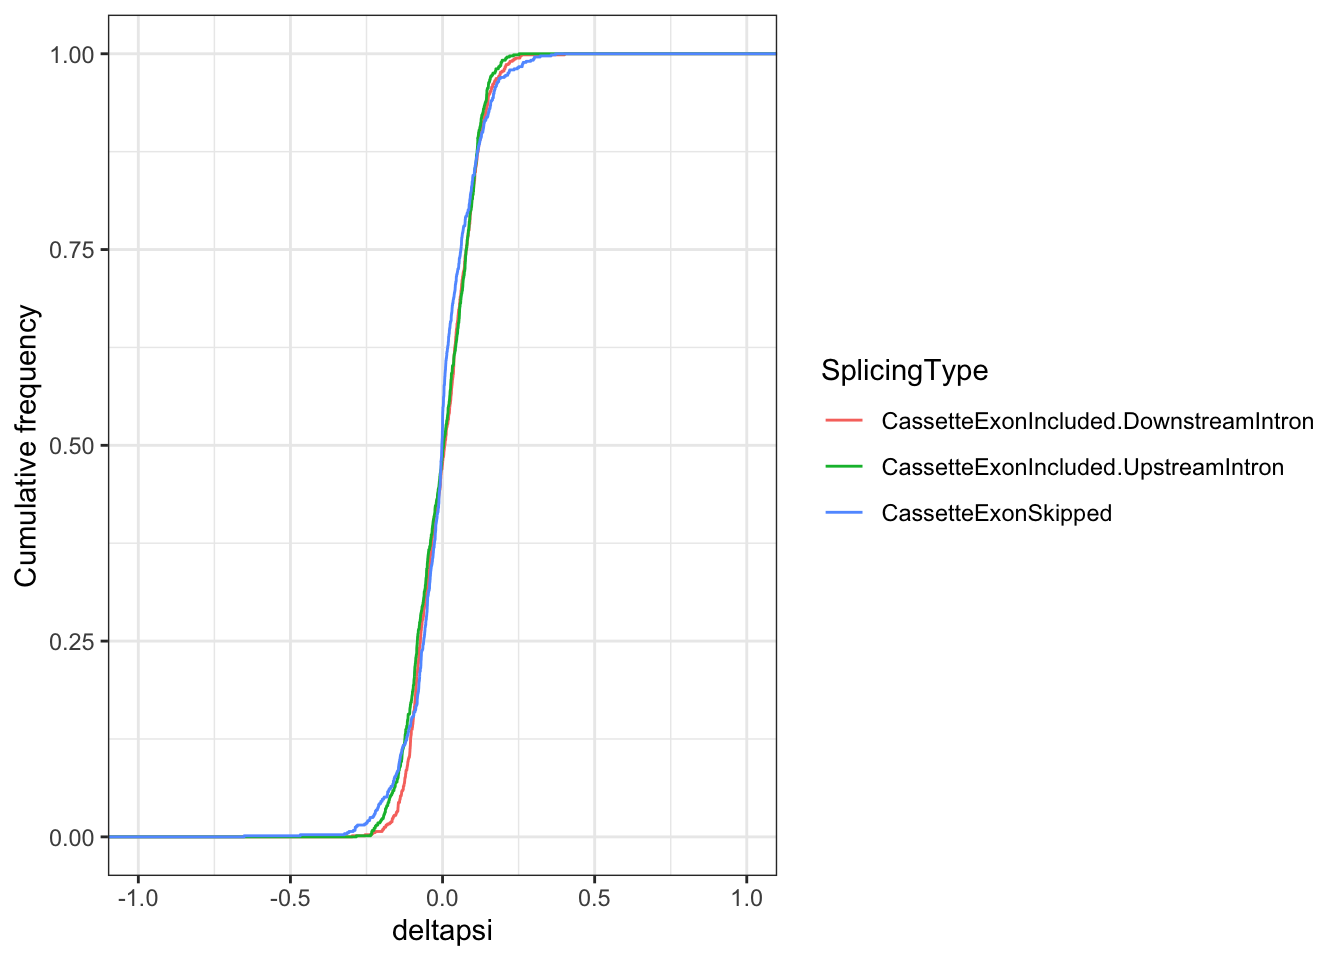 Cumulative frequency
1.00
0.75
0.50
0.25
0.00
-1.0
-0.5
0.0
0.5
1.0
deltapsi
SplicingType
CassetteExonIncluded.DownstreamIntron
CassetteExonIncluded.UpstreamIntron
CassetteExonSkipped